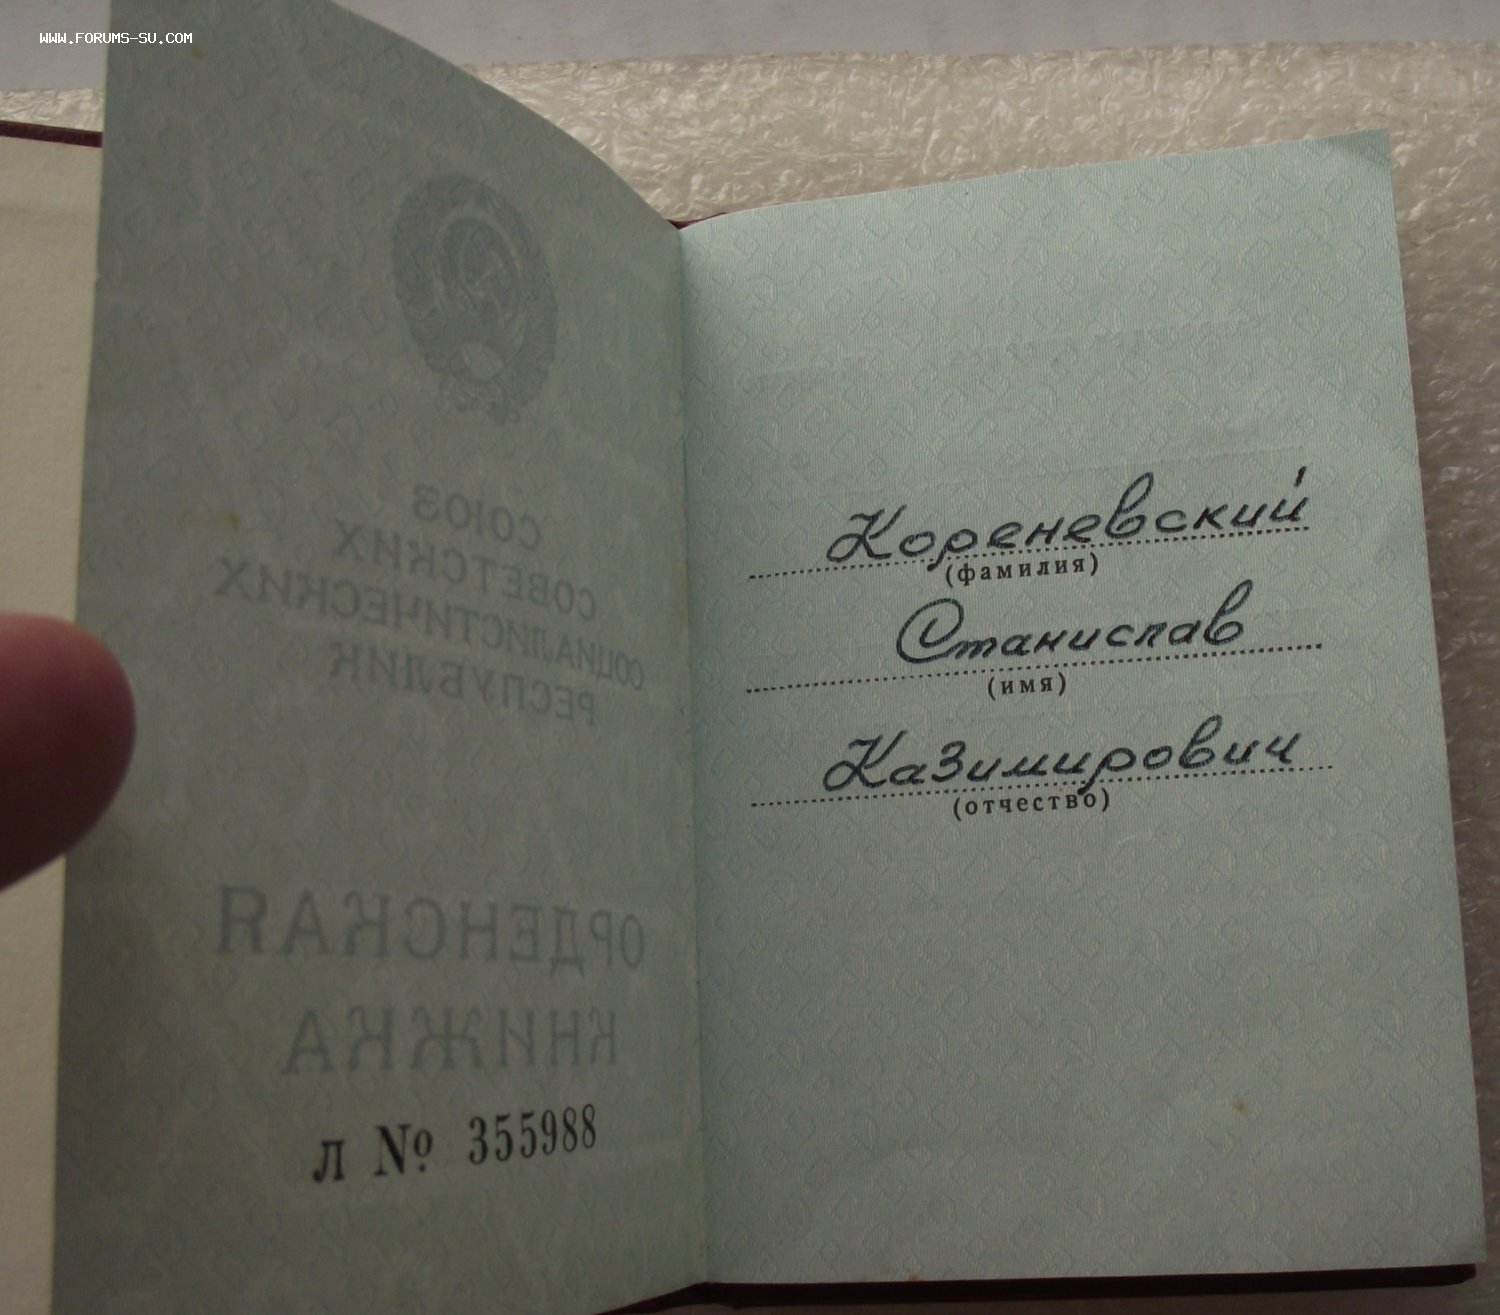 WWW.FORUMS-SU.COM
СОЮЗ
СОВЕТСКИХ
СОЦИАЛИСТИЧЕСКИХ
РЕСПУБЛИК
ОРДЕНСКАЯ
КНИЖКА
Л № 355988
Кореневский
(фамилия)
Станислав
(имя)
Казимирович
(отчество)